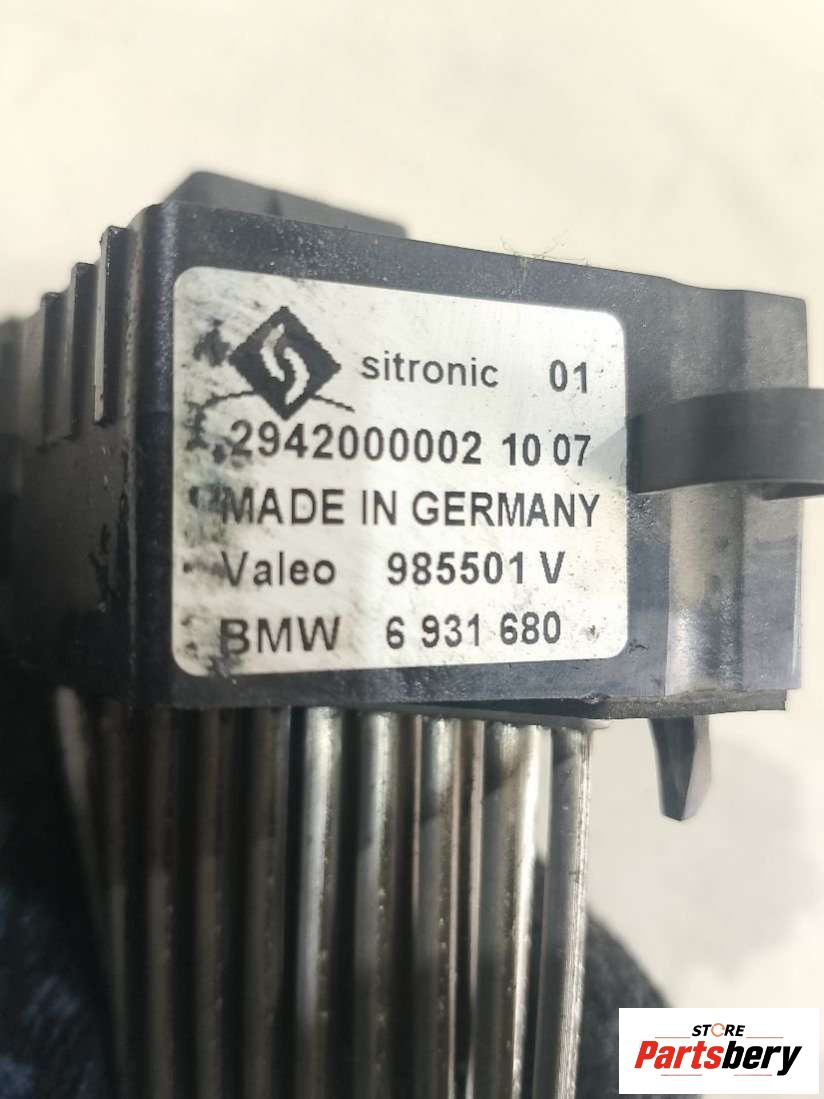 sitronic 01
2942000002 10 07
MADE IN GERMANY
Valeo 985501 V
BMW 6 931 680
STORE
Partsbery